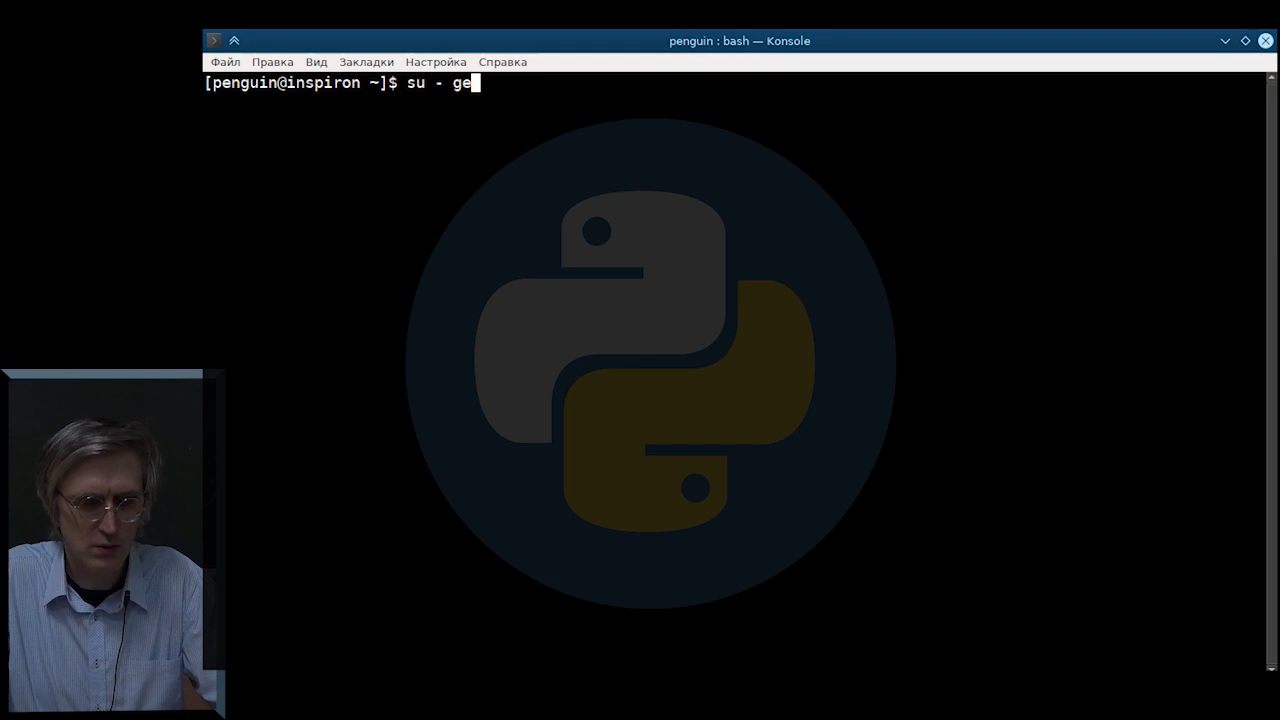 penguin : bash — Konsole
Файл Правка Вид Закладки Настройка Справка
[penguin@inspiron ~]$ su - ge